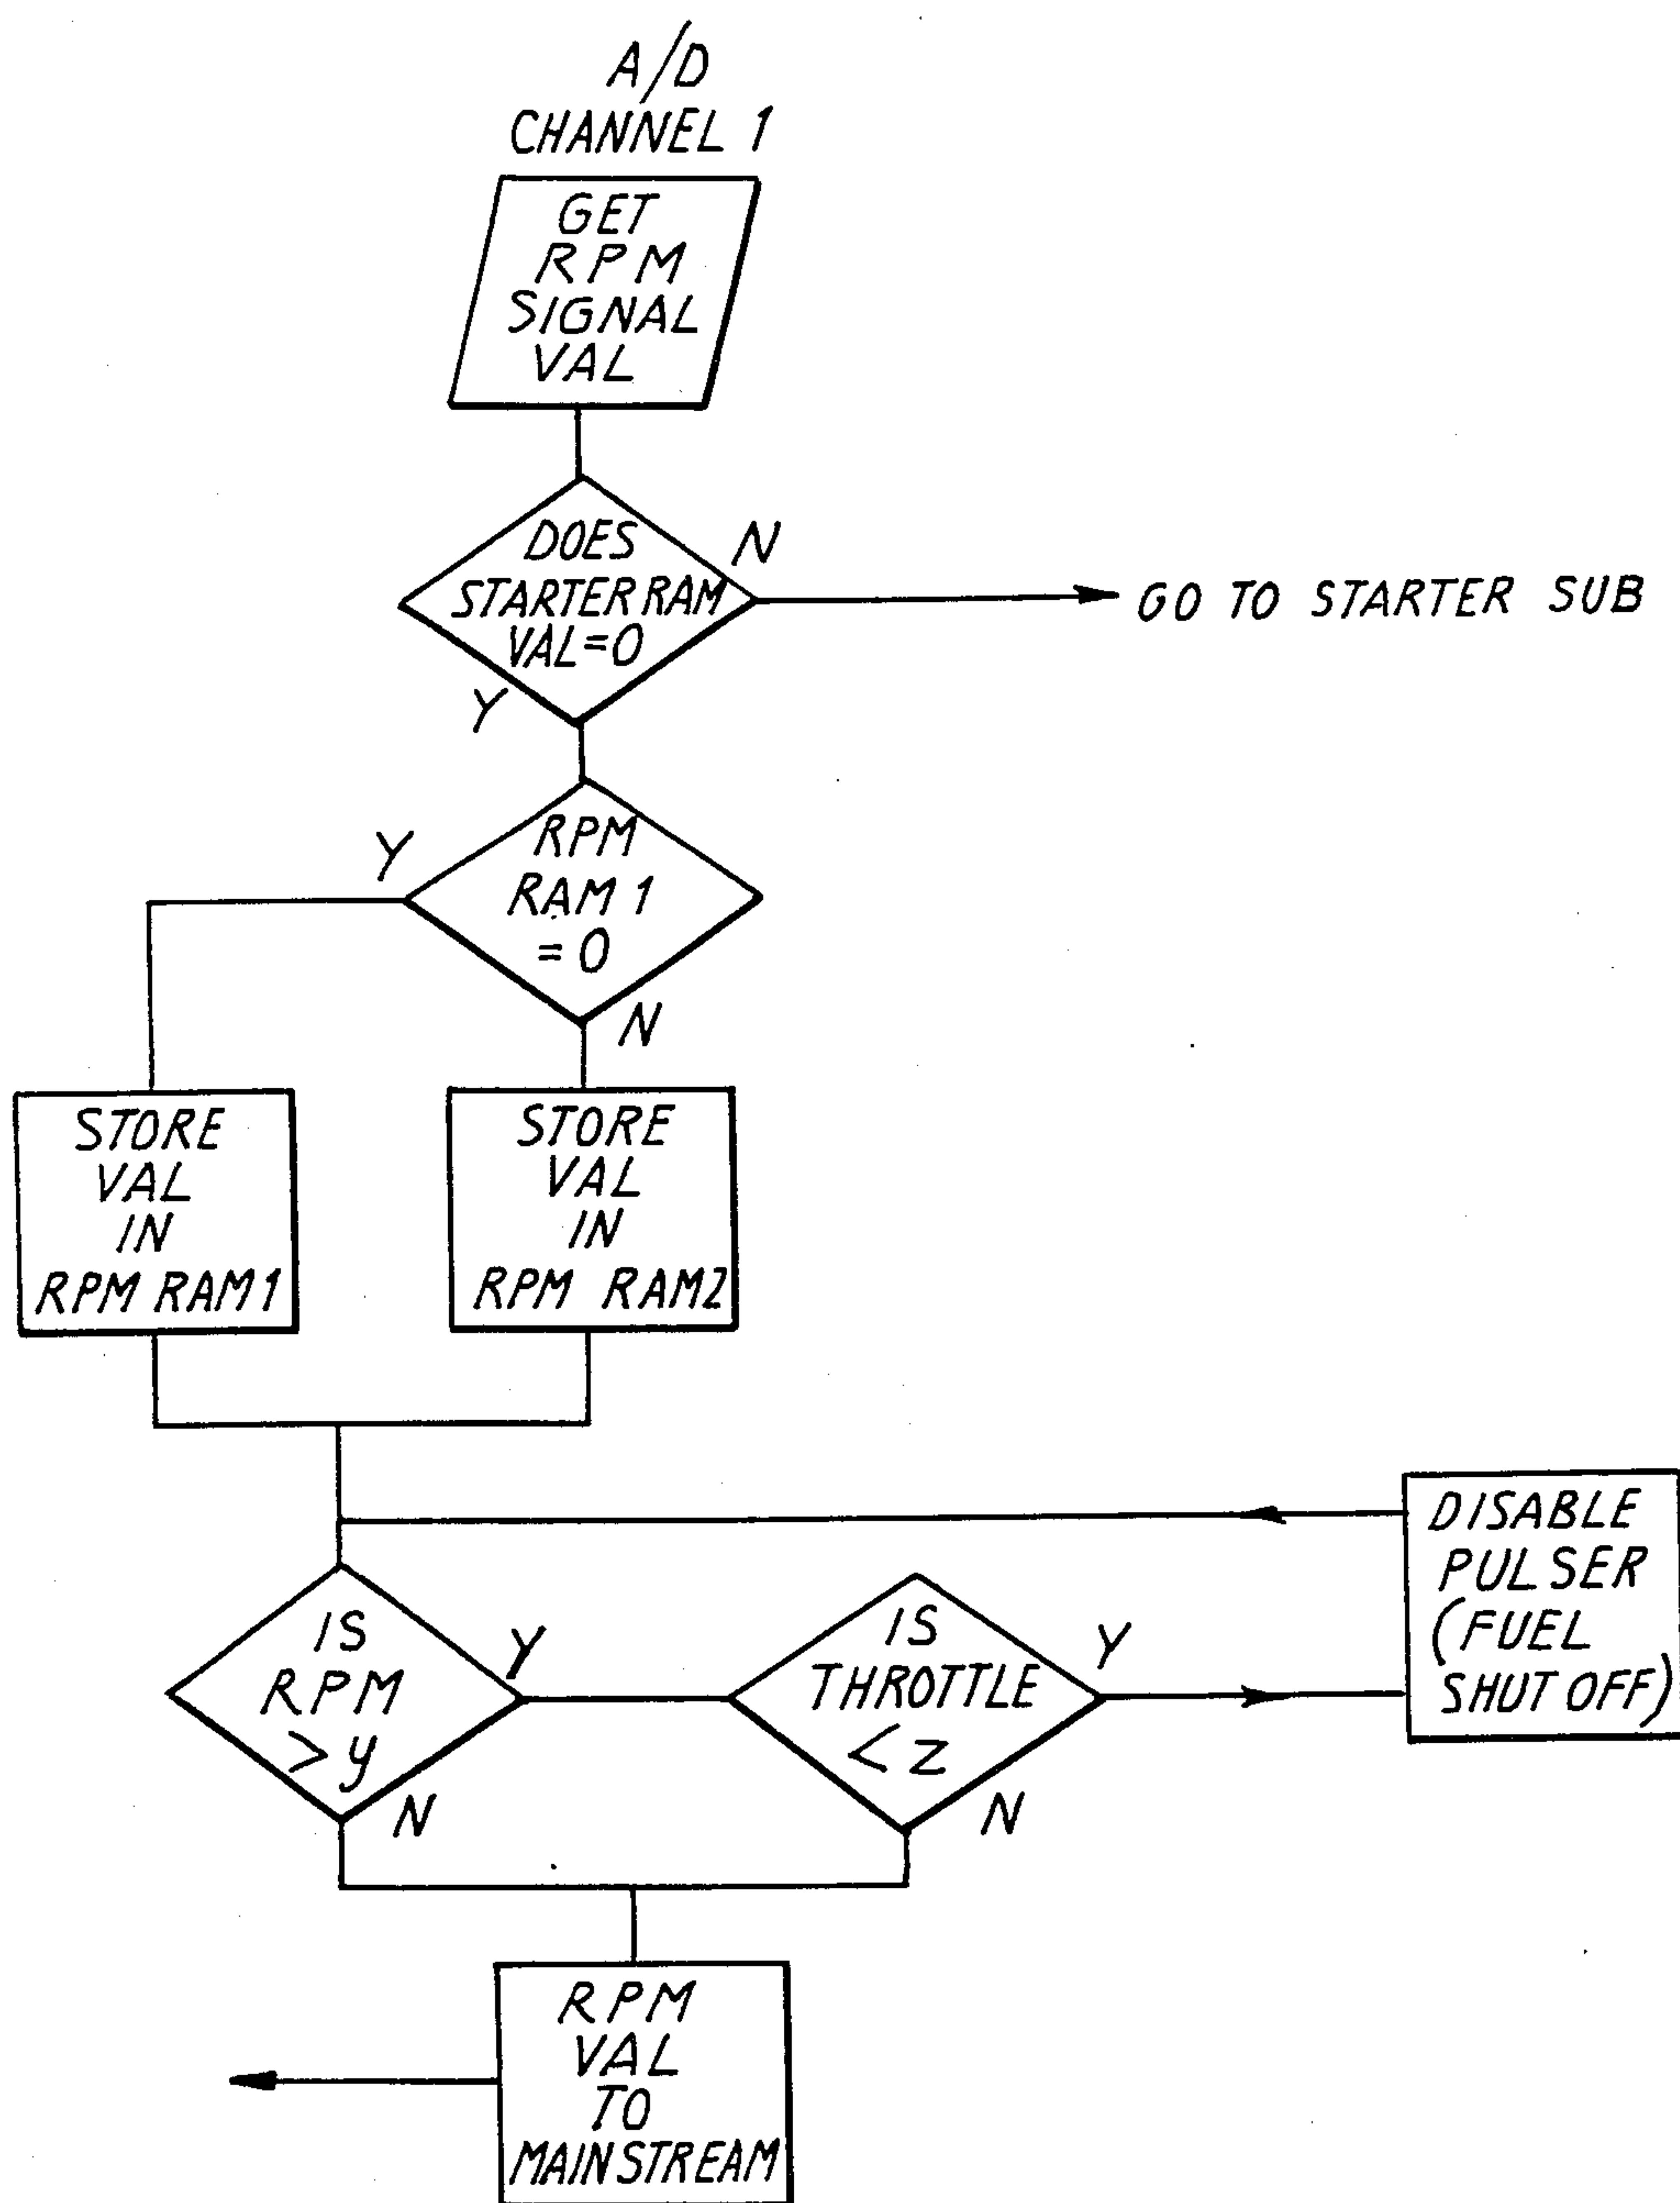 A/D
CHANNEL 1
GET
RPM
SIGNAL
VAL
DOES
STARTER RAM
VAL=0
N
GO TO STARTER SUB
Y
RPM
RAM 1
=0
Y
N
STORE
VAL
IN
RPM RAM1
STORE
VAL
IN
RPM RAM2
DISABLE
PULSER
(FUEL
SHUT OFF)
IS
RPM
>y
Y
N
IS
THROTTLE
<z
Y
N
RPM
VAL
TO
MAINSTREAM